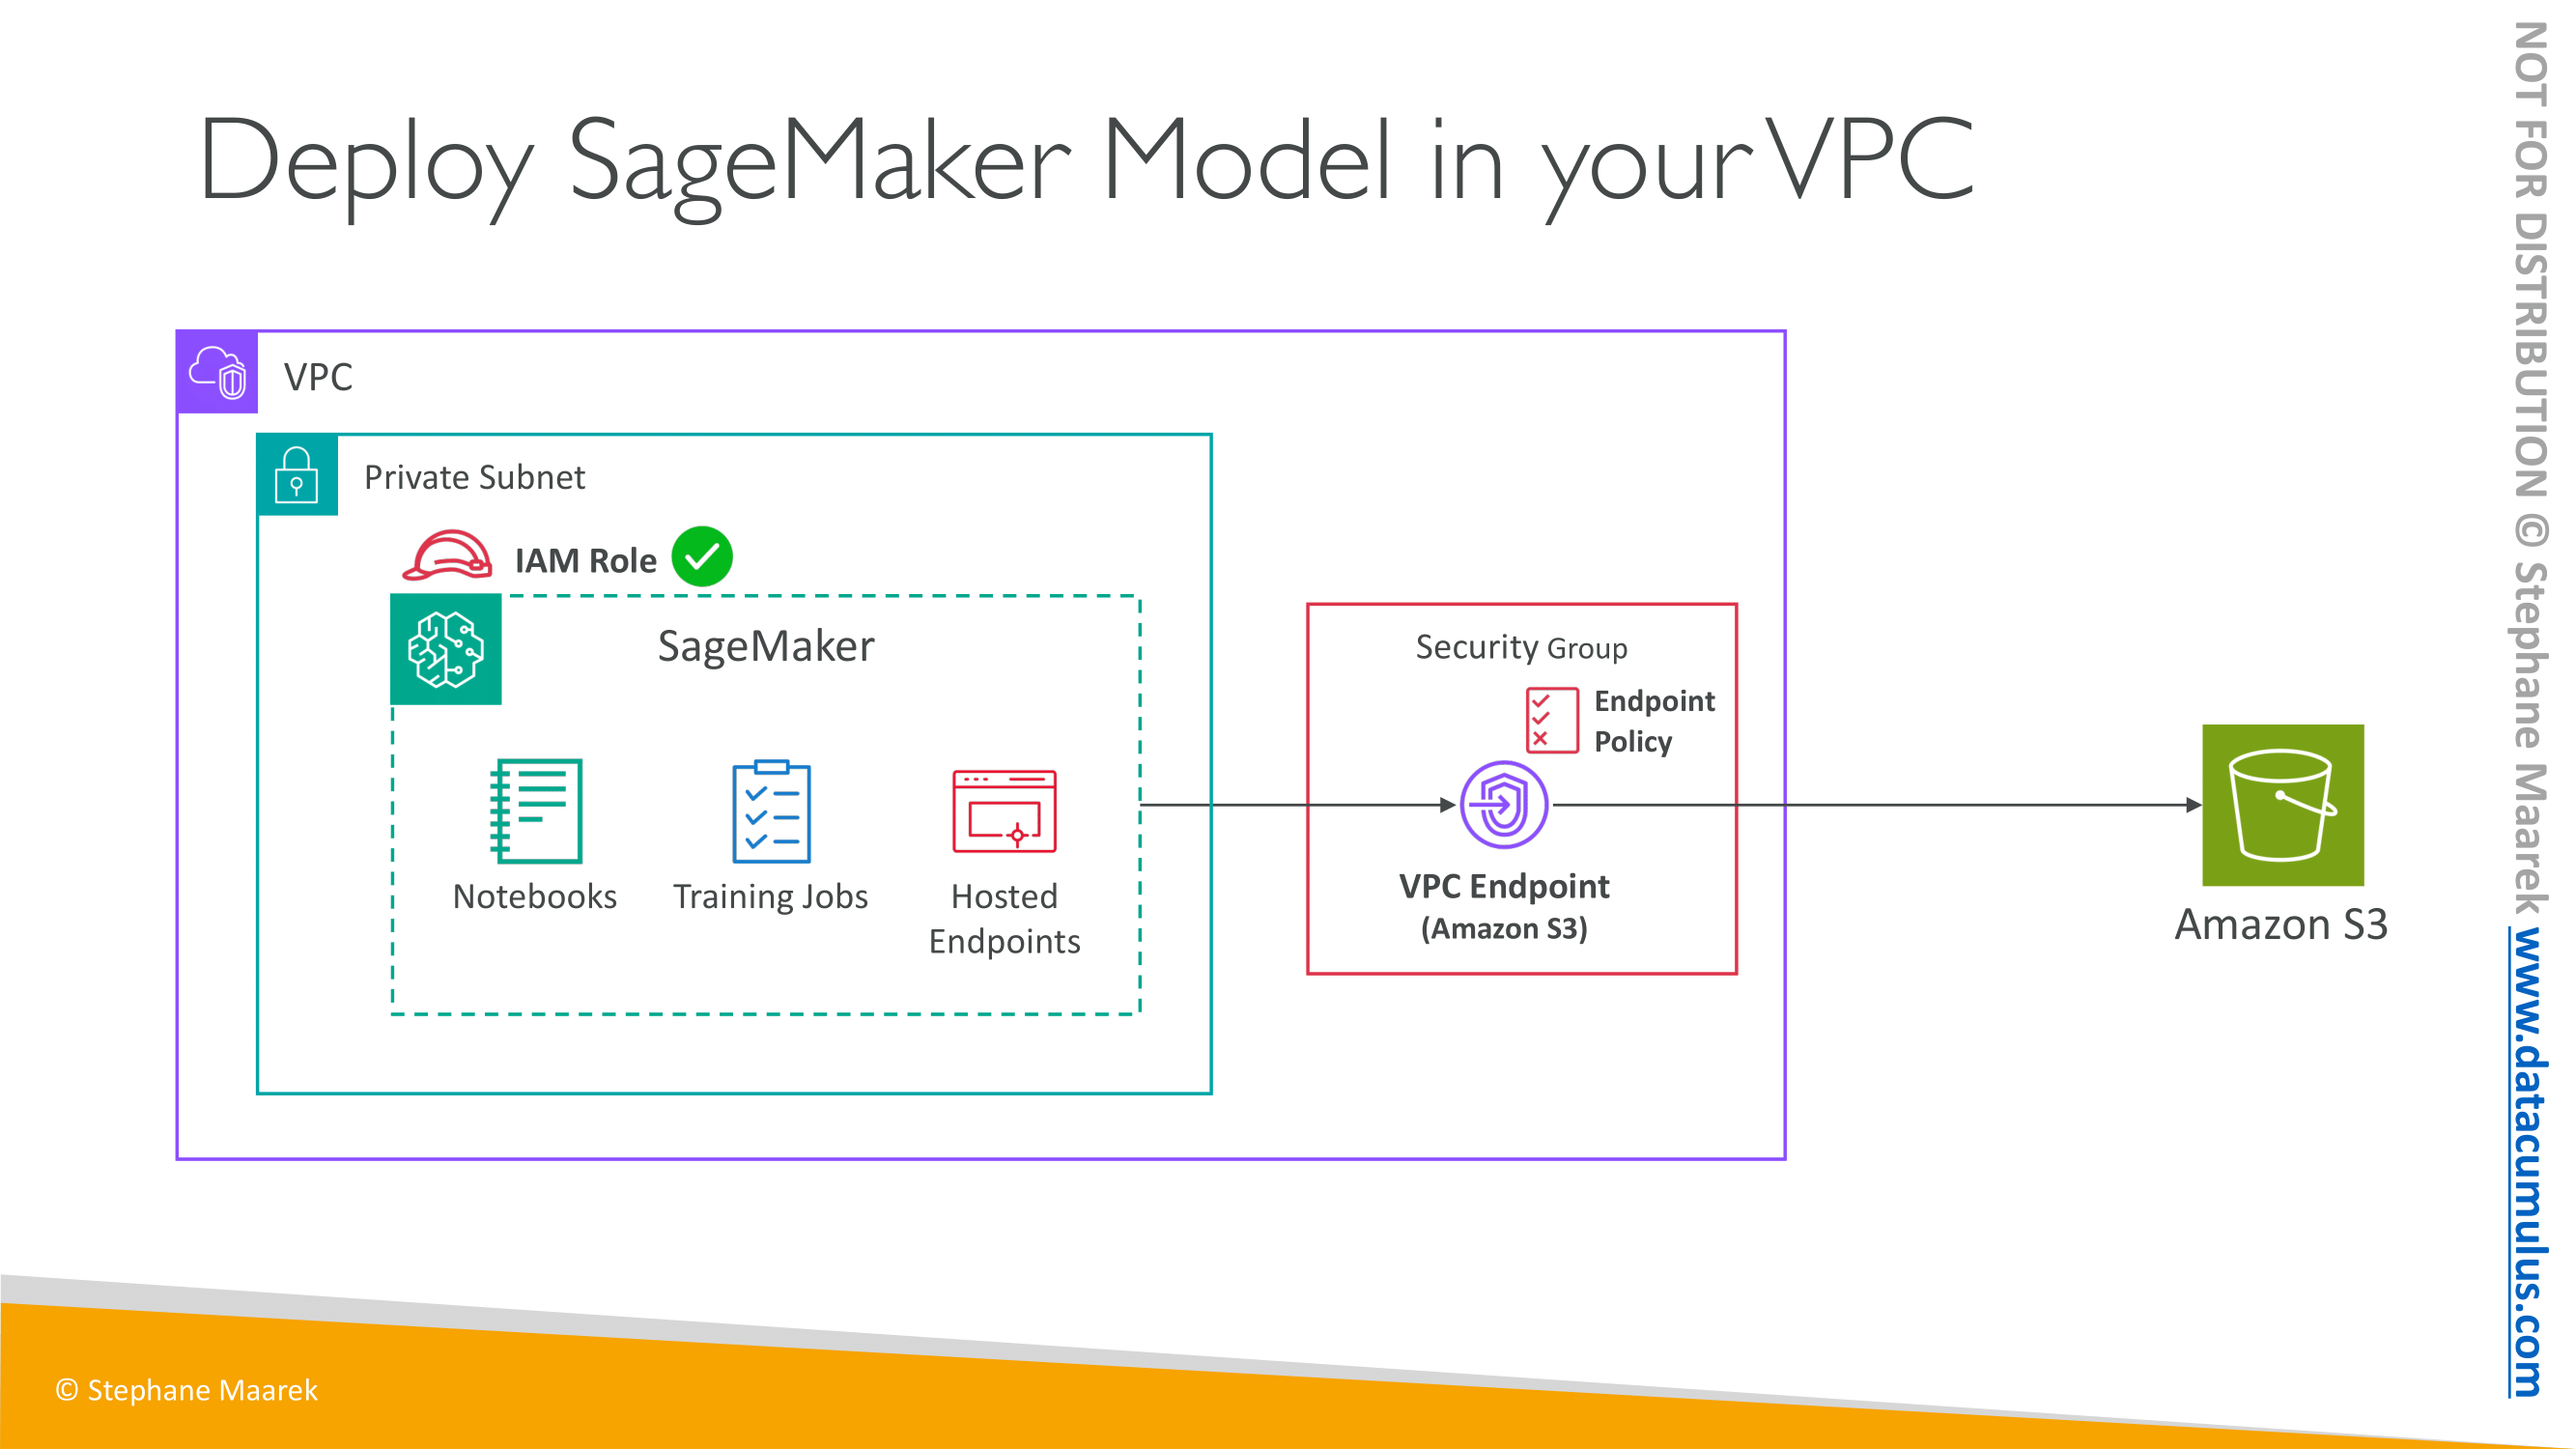 Deploy SageMaker Model in your VPC
VPC
Private Subnet
IAM Role
SageMaker
Notebooks
Training Jobs
Hosted
Endpoints
Security Group
Endpoint
Policy
VPC Endpoint
(Amazon S3)
Amazon S3
© Stephane Maarek
NOT FOR DISTRIBUTION © Stephane Maarek www.datacumulus.com